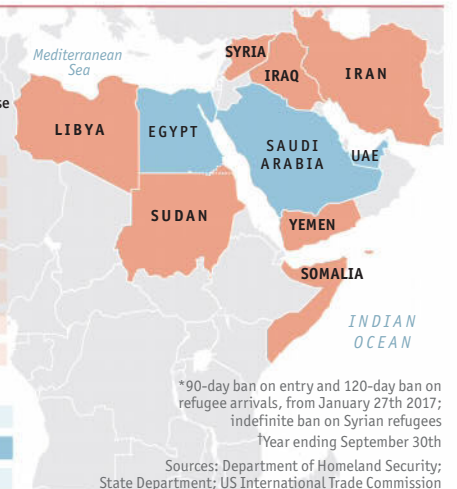 Mediterranean
Sea
SYRIA
IRAQ
IRAN
se
LIBYA
EGYPT
SAUDI
ARABIA
UAE
SUDAN
YEMEN
SOMALIA
INDIAN
OCEAN
*90-day ban on entry and 120-day ban on
refugee arrivals, from January 27th 2017;
indefinite ban on Syrian refugees
†Year ending September 30th
Sources: Department of Homeland Security;
State Department; US International Trade Commission